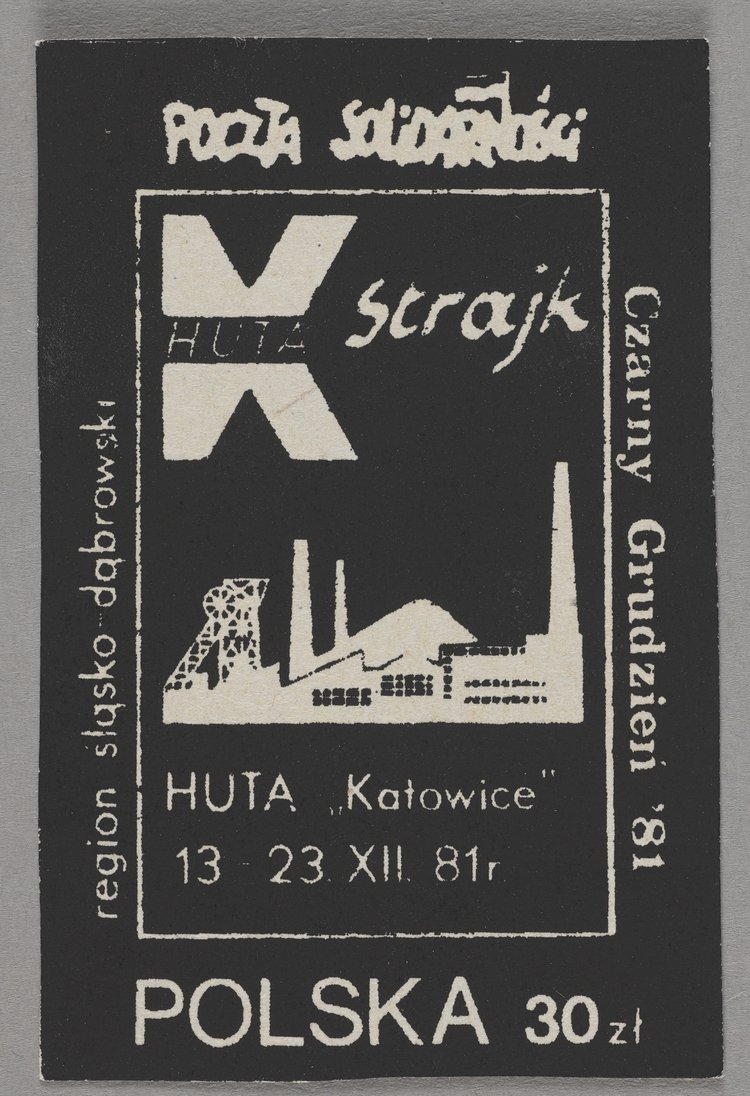 POCZTA SOLIDARNOŚCI
K
HUTA
Strajk
region śląsko-dąbrowski
Czarny Grudzień '81
HUTA „Katowice"
13 - 23. XII. 81r.
POLSKA 30 zł